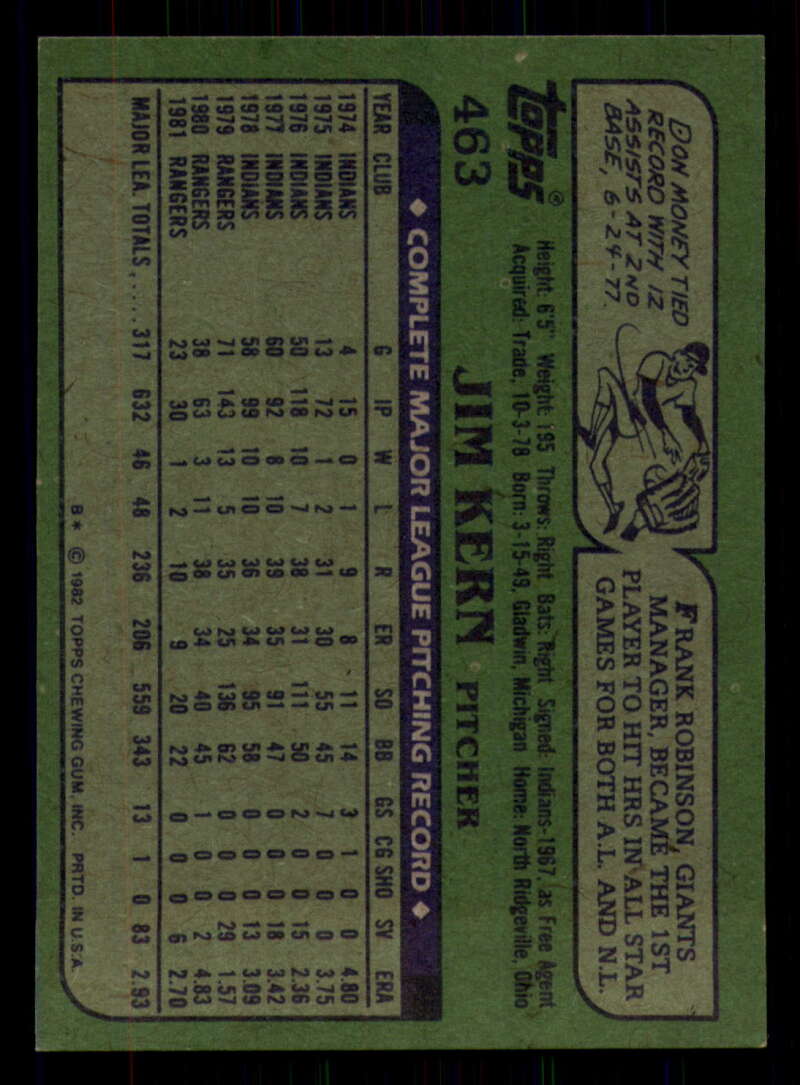 DON MONEY TIED
RECORD WITH 12
ASSISTS AT 2ND
BASE, 6-24-77.
FRANK ROBINSON, GIANTS
MANAGER, BECAME THE 1ST
PLAYER TO HIT HRS IN ALL STAR
GAMES FOR BOTH A.L. AND N.L.
Topps®
463
JIM KERN PITCHER
Height: 6'5" Weight: 195 Throws: Right Bats: Right Signed: Indians-1967, as Free Agent
Acquired: Trade, 10-3-78 Born: 3-15-49, Gladwin, Michigan Home: North Ridgeville, Ohio
◆ COMPLETE MAJOR LEAGUE PITCHING RECORD ◆
YEAR CLUB G IP W L R ER SO BB GS CG SHO SV ERA
1974 INDIANS 4 15 0 1 9 8 11 14 3 1 0 0 4.80
1975 INDIANS 13 72 1 2 31 30 55 45 7 0 0 0 3.75
1976 INDIANS 50 118 10 7 38 31 111 50 2 0 0 15 2.36
1977 INDIANS 60 92 8 10 39 35 91 47 0 0 0 18 3.42
1978 INDIANS 58 99 10 10 36 34 95 58 0 0 0 13 3.09
1979 RANGERS 71 143 13 5 35 25 136 62 0 0 0 29 1.57
1980 RANGERS 38 63 3 11 38 34 40 45 1 0 0 2 4.83
1981 RANGERS 23 30 1 2 10 9 20 22 0 0 0 6 2.70
MAJOR LEA. TOTALS..... 317 632 46 48 236 206 559 343 13 1 0 83 2.93
B * © 1982 TOPPS CHEWING GUM, INC. PRTD. IN U.S.A.